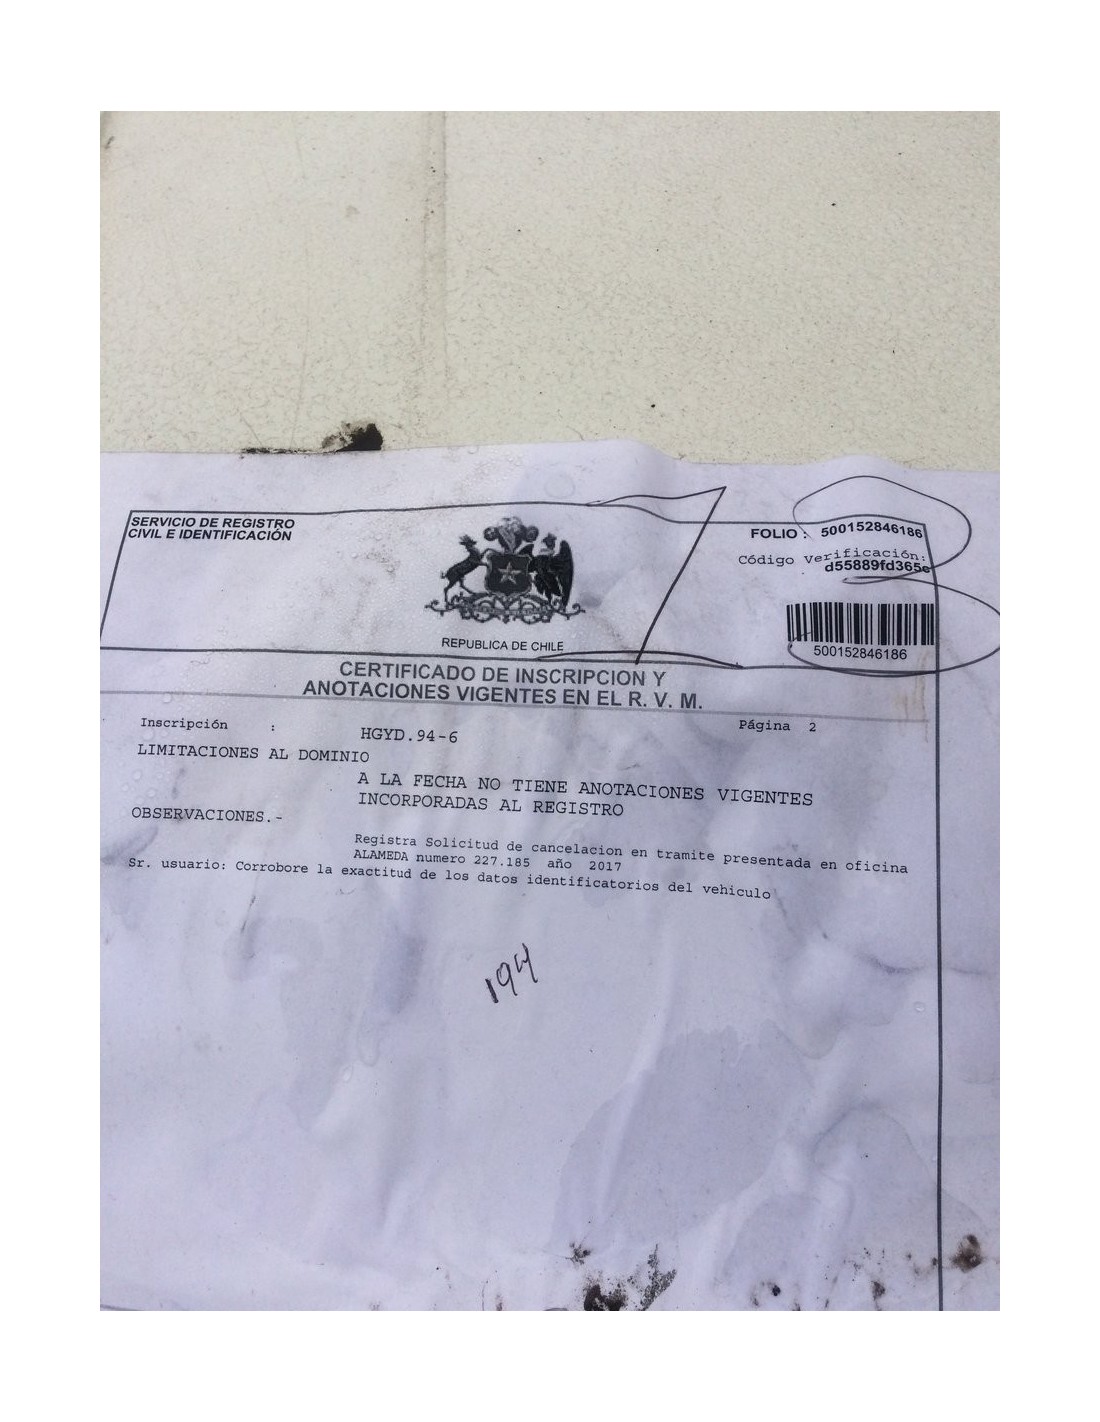 SERVICIO DE REGISTRO
CIVIL E IDENTIFICACIÓN
REPUBLICA DE CHILE
FOLIO : 500152846186
Código Verificación:
d55889fd365c
500152846186
CERTIFICADO DE INSCRIPCION Y
ANOTACIONES VIGENTES EN EL R. V. M.
Inscripción : HGYD.94-6 Página 2
LIMITACIONES AL DOMINIO
A LA FECHA NO TIENE ANOTACIONES VIGENTES
INCORPORADAS AL REGISTRO
OBSERVACIONES.-
Registra Solicitud de cancelacion en tramite presentada en oficina
ALAMEDA numero 227.185 año 2017
Sr. usuario: Corrobore la exactitud de los datos identificatorios del vehiculo
194